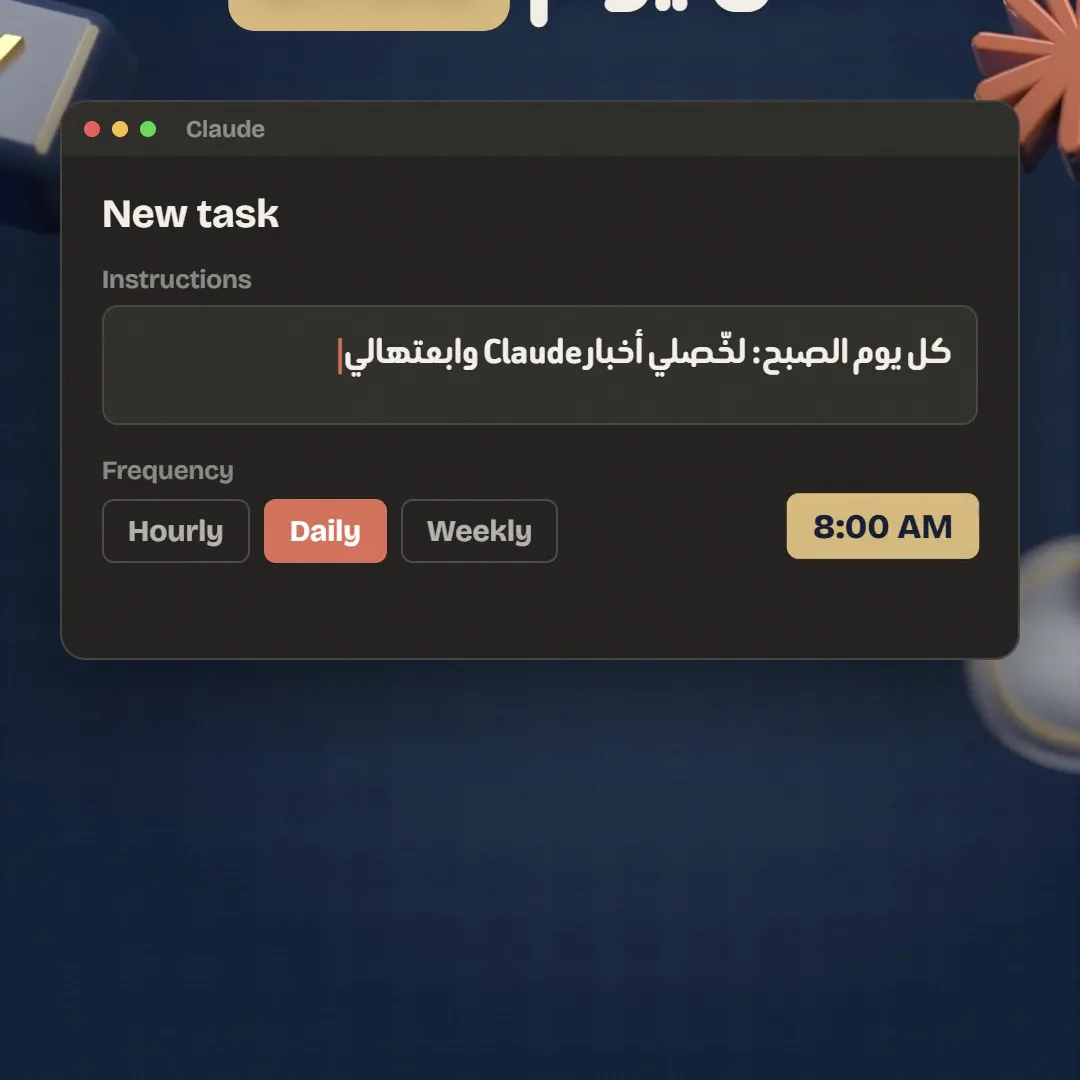 Claude
New task
Instructions
كل يوم الصبح: لخّصلي أخبار Claude وابعتهالي
Frequency
Hourly
Daily
Weekly
8:00 AM